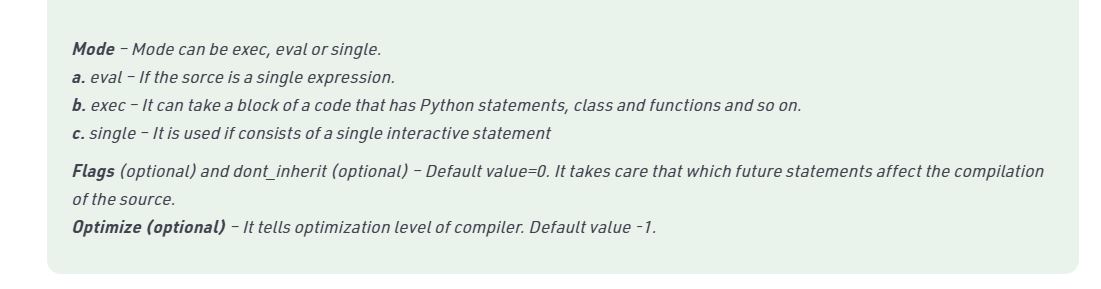 Mode – Mode can be exec, eval or single.
a. eval – If the sorce is a single expression.
b. exec – It can take a block of a code that has Python statements, class and functions and so on.
c. single – It is used if consists of a single interactive statement
Flags (optional) and dont_inherit (optional) – Default value=0. It takes care that which future statements affect the compilation
of the source.
Optimize (optional) – It tells optimization level of compiler. Default value -1.